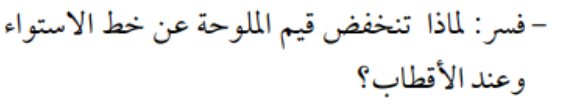 - فسر: لماذا تنخفض قيم الملوحة عن خط الاستواء
وعند الأقطاب؟